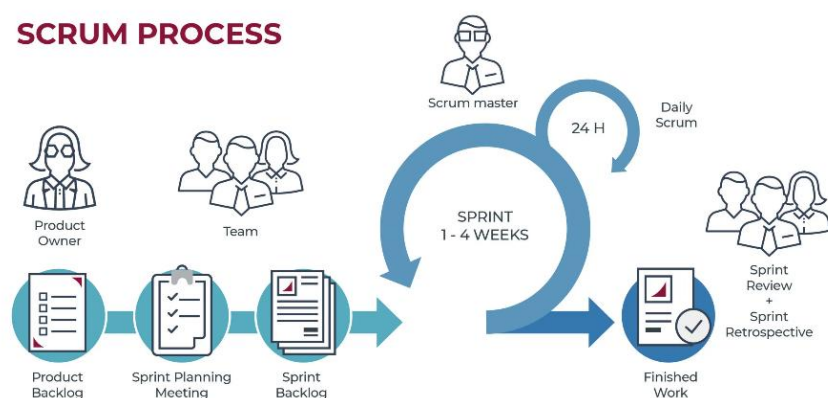 SCRUM PROCESS
Scrum master
24 H
Daily
Scrum
Product
Owner
Team
SPRINT
1 - 4 WEEKS
Sprint
Review
+
Sprint
Retrospective
Product
Backlog
Sprint Planning
Meeting
Sprint
Backlog
Finished
Work